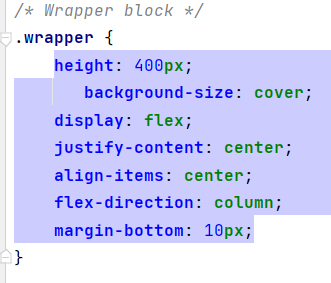 /* Wrapper block */
.wrapper {
    height: 400px;
       background-size: cover;
    display: flex;
    justify-content: center;
    align-items: center;
    flex-direction: column;
    margin-bottom: 10px;
}